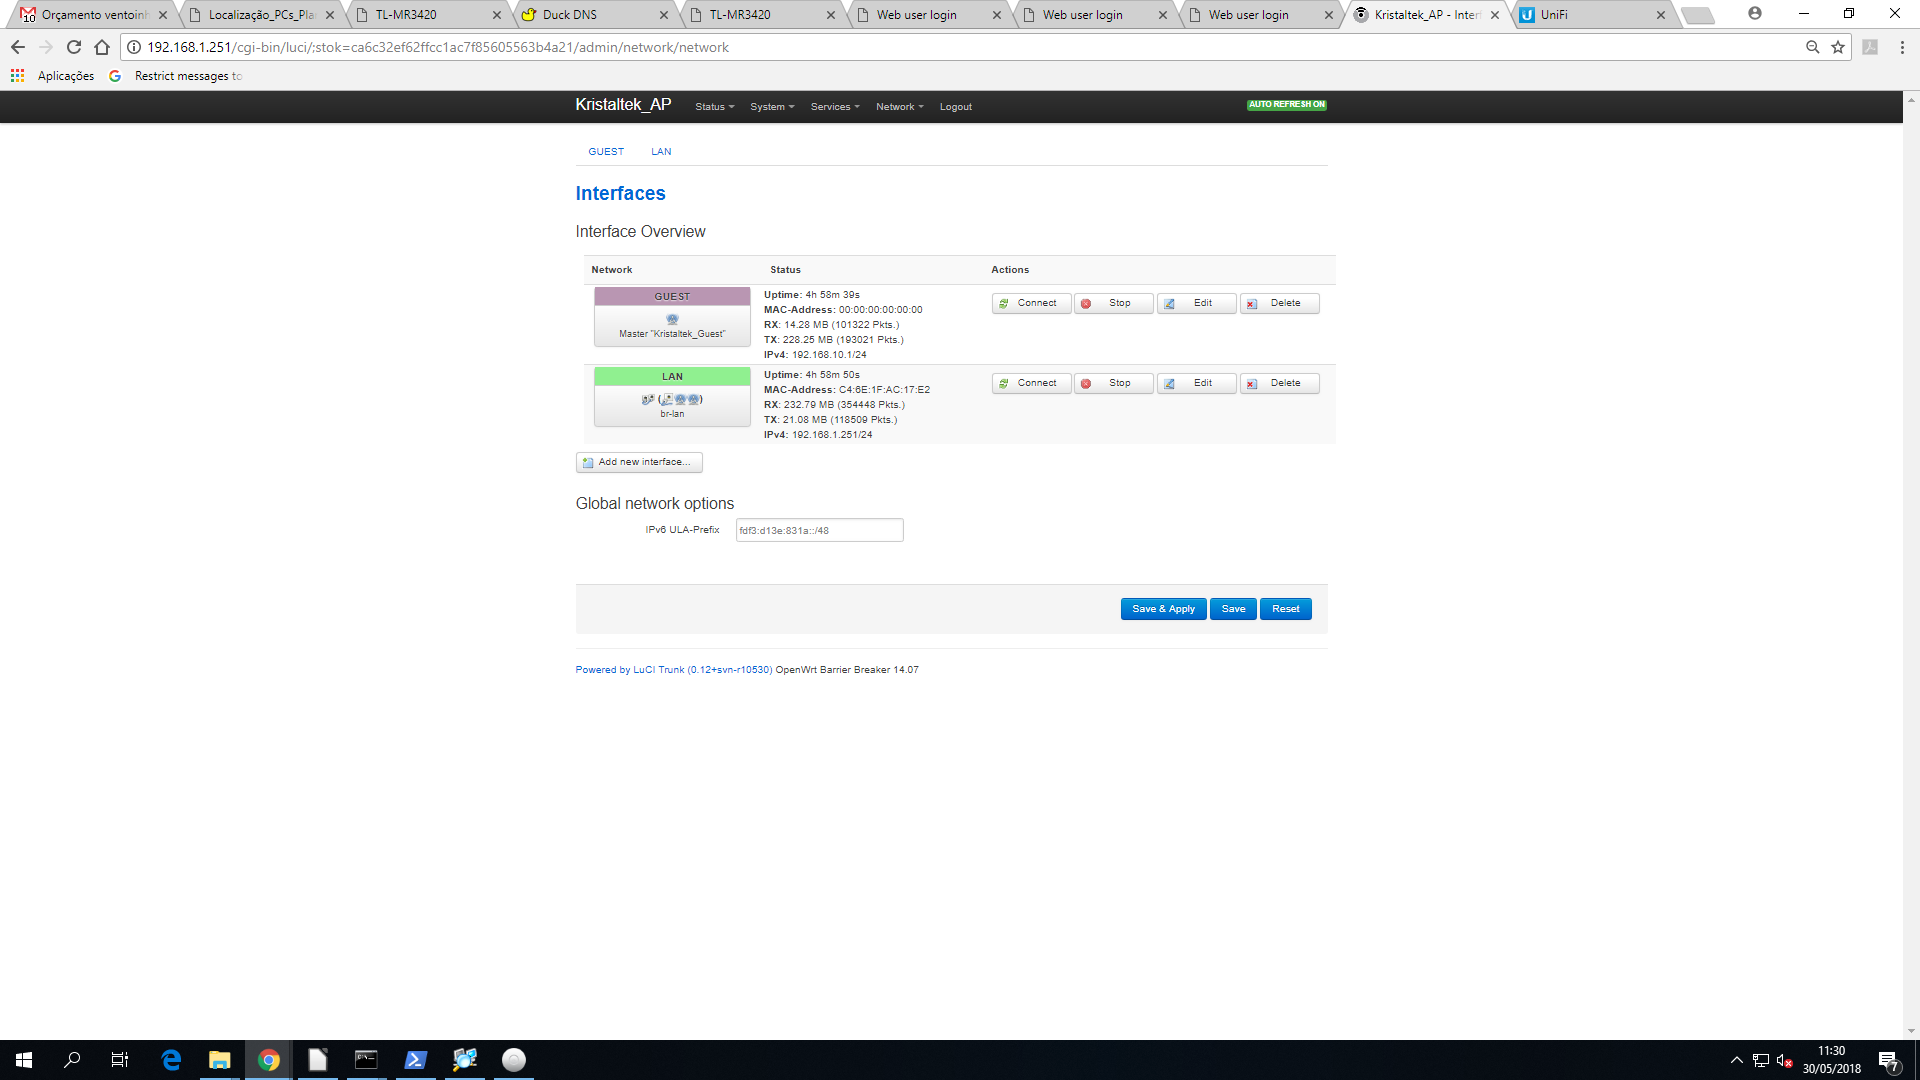 Orçamento ventoinh
Localização_PCs_Pla
TL-MR3420
Duck DNS
TL-MR3420
Web user login
Web user login
Web user login
Kristaltek_AP - Inter
UniFi
192.168.1.251/cgi-bin/luci/;stok=ca6c32ef62ffcc1ac7f85605563b4a21/admin/network/network
Aplicações
Restrict messages to
Kristaltek_AP
Status
System
Services
Network
Logout
AUTO REFRESH ON
GUEST
LAN
Interfaces
Interface Overview
Network
Status
Actions
GUEST
Master "Kristaltek_Guest"
Uptime: 4h 58m 39s
MAC-Address: 00:00:00:00:00:00
RX: 14.28 MB (101322 Pkts.)
TX: 228.25 MB (193021 Pkts.)
IPv4: 192.168.10.1/24
Connect
Stop
Edit
Delete
LAN
br-lan
Uptime: 4h 58m 50s
MAC-Address: C4:6E:1F:AC:17:E2
RX: 232.79 MB (354448 Pkts.)
TX: 21.08 MB (118509 Pkts.)
IPv4: 192.168.1.251/24
Connect
Stop
Edit
Delete
Add new interface...
Global network options
IPv6 ULA-Prefix
fdf3:d13e:831a::/48
Save & Apply
Save
Reset
Powered by LuCI Trunk (0.12+svn-r10530) OpenWrt Barrier Breaker 14.07
11:30
30/05/2018
7